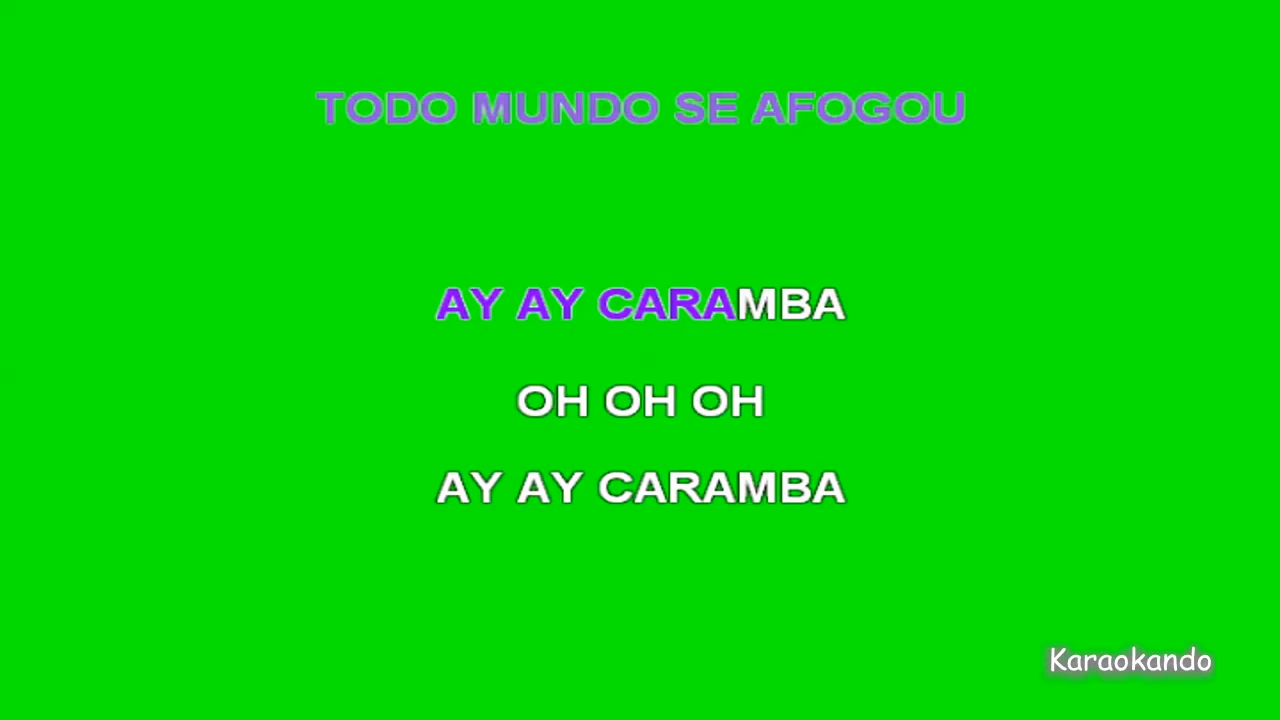 TODO MUNDO SE AFOGOU
AY AY CARAMBA
OH OH OH
AY AY CARAMBA
Karaokando